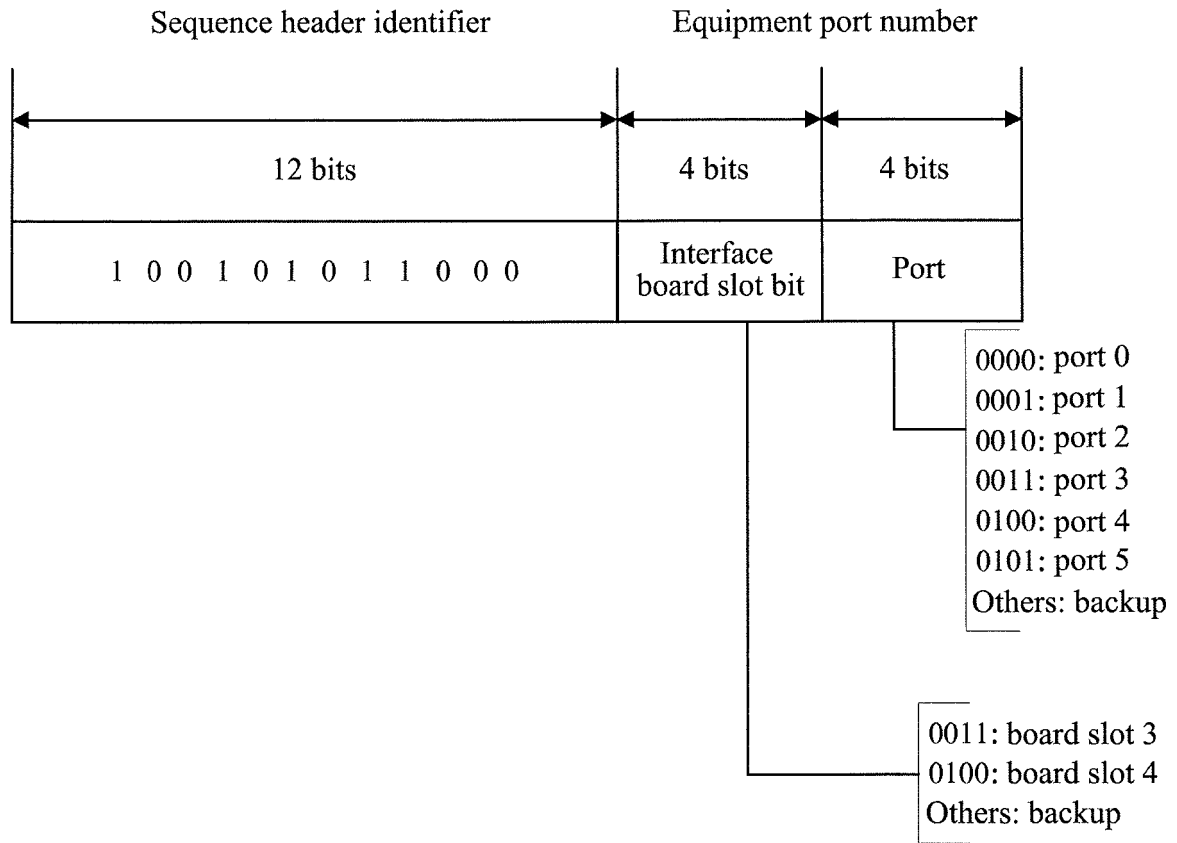 Sequence header identifier
Equipment port number
12 bits
4 bits
4 bits
1 0 0 1 0 1 0 1 1 0 0 0
Interface
board slot bit
Port
0000: port 0
0001: port 1
0010: port 2
0011: port 3
0100: port 4
0101: port 5
Others: backup
0011: board slot 3
0100: board slot 4
Others: backup